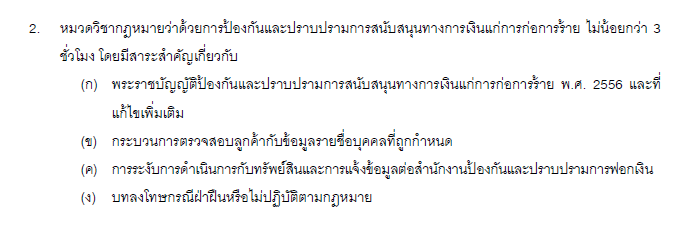 2. หมวดวิชากฎหมายว่าด้วยการป้องกันและปราบปรามการสนับสนุนทางการเงินแก่การก่อการร้าย ไม่น้อยกว่า 3
ชั่วโมง โดยมีสาระสำคัญเกี่ยวกับ
(ก) พระราชบัญญัติป้องกันและปราบปรามการสนับสนุนทางการเงินแก่การก่อการร้าย พ.ศ. 2556 และที่
แก้ไขเพิ่มเติม
(ข) กระบวนการตรวจสอบลูกค้ากับข้อมูลรายชื่อบุคคลที่ถูกกำหนด
(ค) การระงับการดำเนินการกับทรัพย์สินและการแจ้งข้อมูลต่อสำนักงานป้องกันและปราบปรามการฟอกเงิน
(ง) บทลงโทษกรณีฝ่าฝืนหรือไม่ปฏิบัติตามกฎหมาย